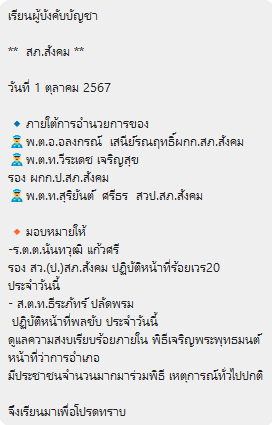 เรียนผู้บังคับบัญชา
** สภ.สังคม **
วันที่ 1 ตุลาคม 2567
🔹ภายใต้การอำนวยการของ
👮พ.ต.อ.อลงกรณ์ เสนีย์รณฤทธิ์ผกก.สภ.สังคม
👮พ.ต.ท.วีระเดช เจริญสุข
รอง ผกก.ป.สภ.สังคม
👮พ.ต.ท.สุริยันต์ ศรีธร สวป.สภ.สังคม
🔸มอบหมายให้
-ร.ต.ต.นันทวุฒิ แก้วศรี
รอง สว.(ป.)สภ.สังคม ปฏิบัติหน้าที่ร้อยเวร20
ประจำวันนี้
- ส.ต.ท.ธีระภัทร์ ปลัดพรม
ปฏิบัติหน้าที่พลขับ ประจำวันนี้
ดูแลความสงบเรียบร้อยภายใน พิธีเจริญพระพุทธมนต์
หน้าที่ว่าการอำเภอ
มีประชาชนจำนวนมากมาร่วมพิธี เหตุการณ์ทั่วไปปกติ
จึงเรียนมาเพื่อโปรดทราบ